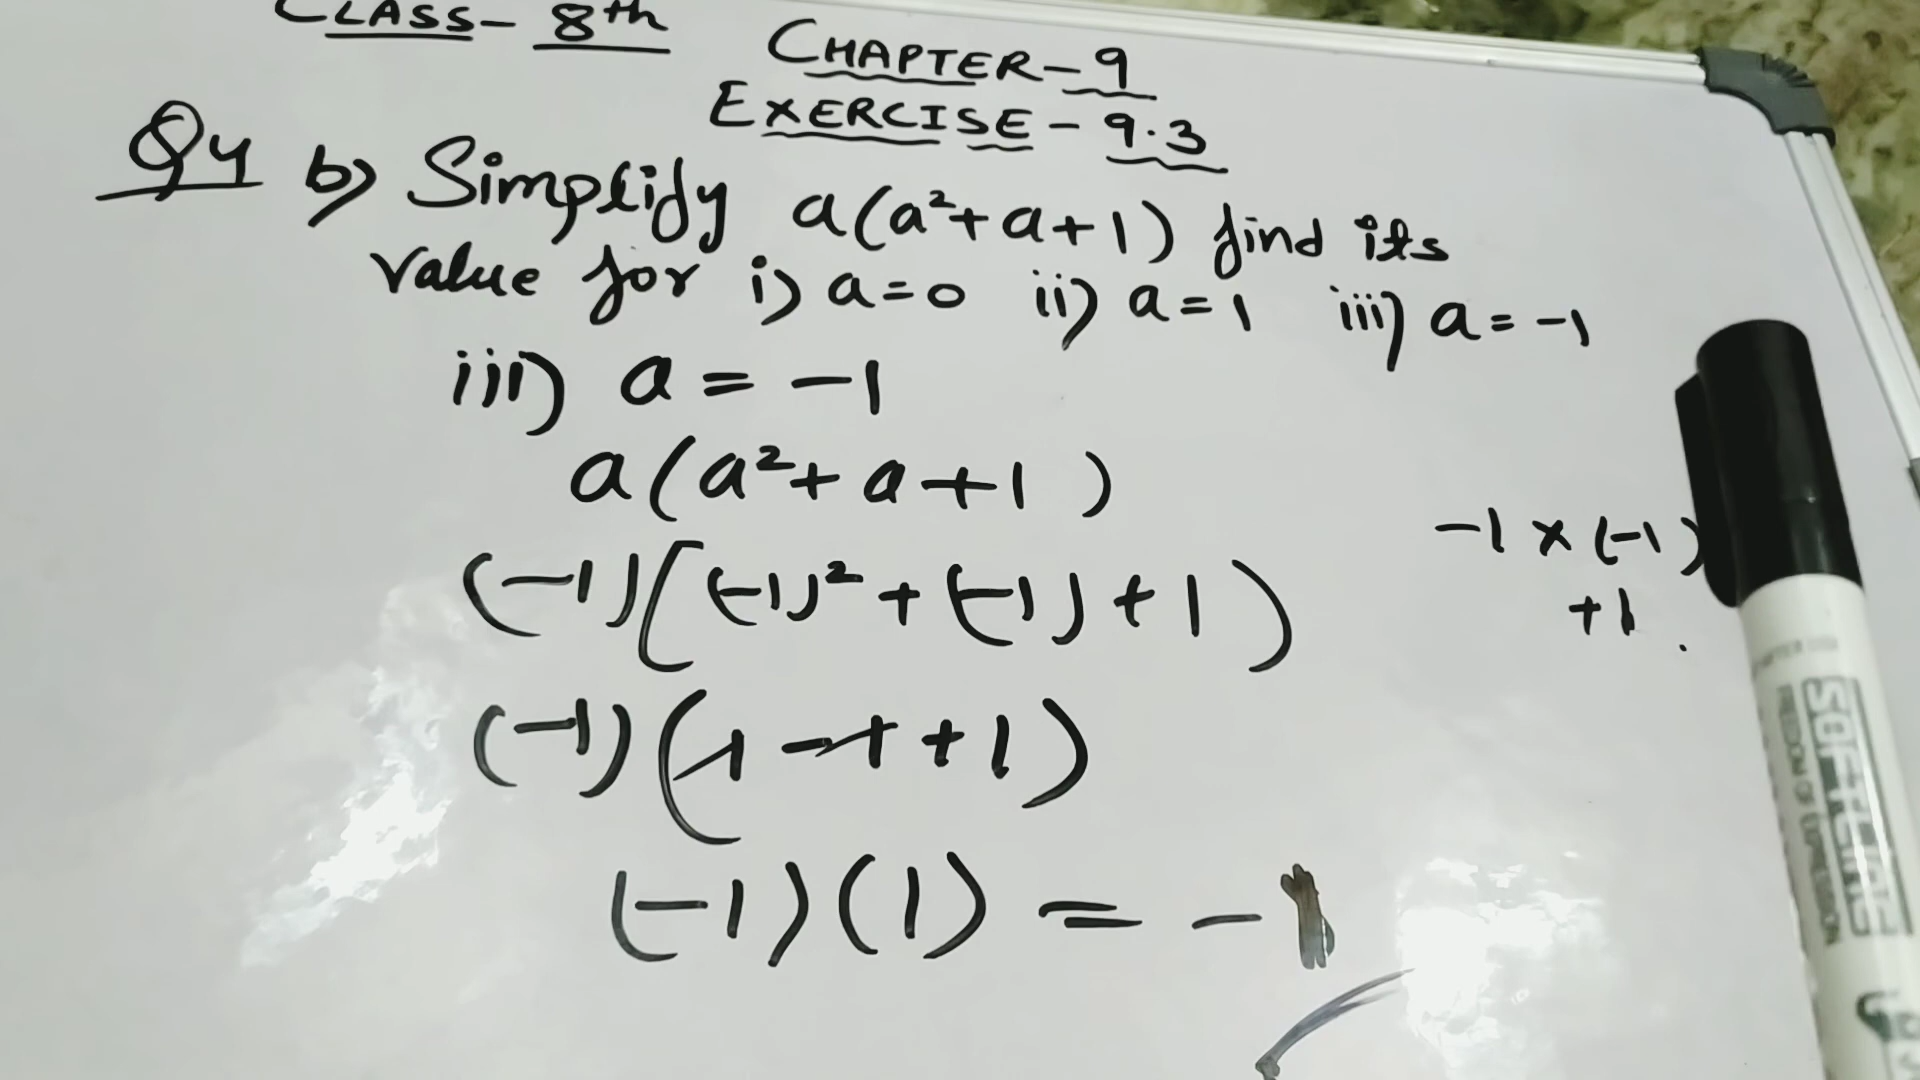 CLASS- 8th
CHAPTER-9
EXERCISE-9.3
Q4 b) Simplify a(a²+a+1) find its
value for i) a=0 ii) a=1 iii) a=-1
iii) a = -1
a(a²+a+1)
(-1)((-1)²+(-1)+1)
-1×(-1)
+1
(-1)(1-1+1)
(-1)(1) = -1